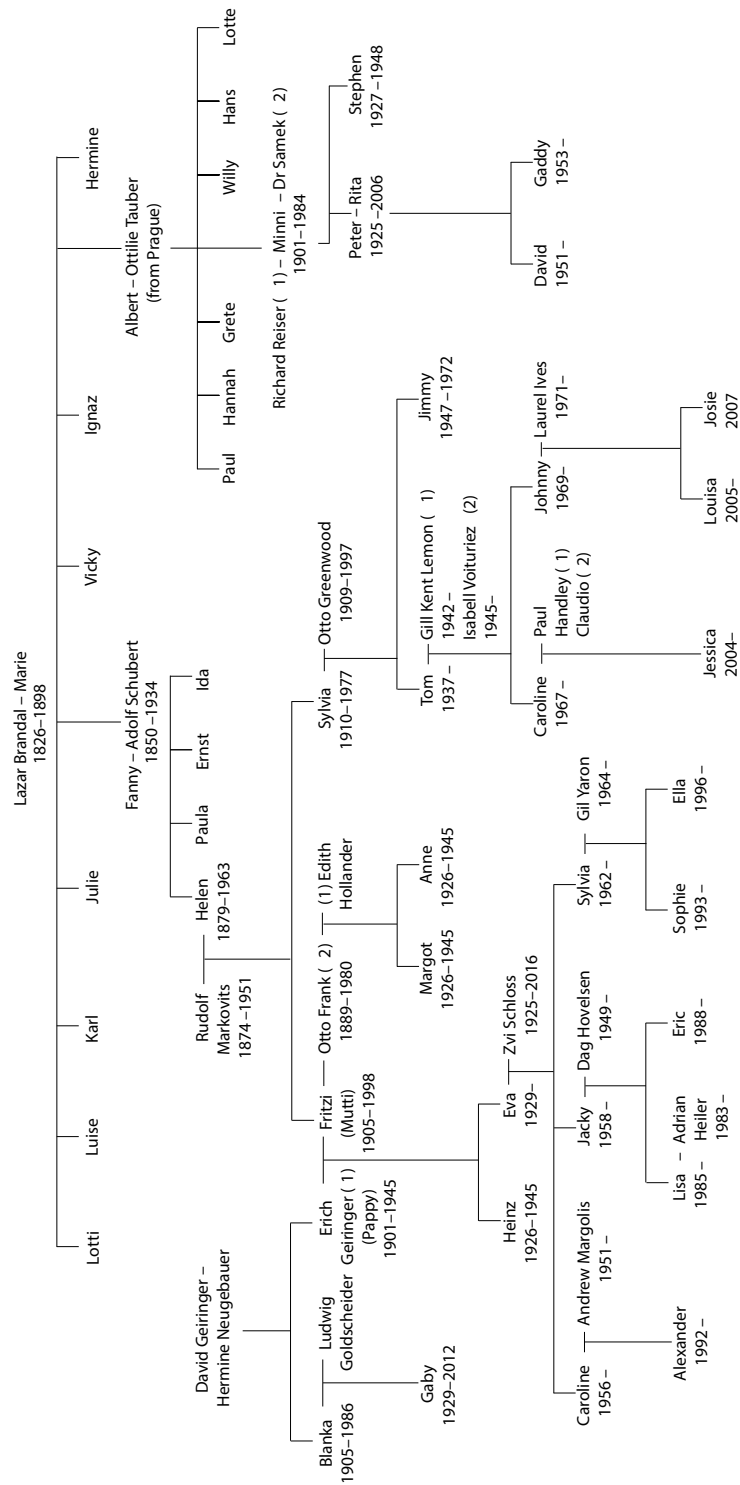 Lazar Brandal – Marie
1826–1898
Lotti
Luise
Karl
Julie
Vicky
Ignaz
Hermine
Fanny – Adolf Schubert
1850 –1934
Albert – Ottilie Tauber
(from Prague)
Helen
1879–1963
Paula
Ernst
Ida
Paul
Hannah
Grete
Willy
Hans
Lotte
David Geiringer –
Hermine Neugebauer
Rudolf
Markovits
1874–1951
Richard Reiser ( 1) – Minni – Dr Samek ( 2)
1901–1984
Blanka
1905–1986
Ludwig
Goldscheider
Erich
Geiringer ( 1)
(Pappy)
1901–1945
Fritzi
(Mutti)
1905–1998
Otto Frank ( 2)
1889–1980
(1) Edith
Hollander
Sylvia
1910–1977
Otto Greenwood
1909–1997
Peter – Rita
1925 –2006
Stephen
1927–1948
Gaby
1929–2012
Margot
1926–1945
Anne
1926–1945
Tom
1937–
Gill Kent Lemon ( 1)
1942 –
Isabell Voituriez (2)
1945–
Jimmy
1947–1972
Heinz
1926–1945
Eva
1929–
Zvi Schloss
1925–2016
David
1951–
Gaddy
1953 –
Caroline
1967 –
Paul
Handley ( 1)
Claudio ( 2)
Johnny
1969–
Laurel Ives
1971–
Caroline
1956 –
Andrew Margolis
1951 –
Jacky
1958 –
Dag Hovelsen
1949 –
Sylvia
1962–
Gil Yaron
1964 –
Alexander
1992 –
Lisa – Adrian
1985– Heiler
1983 –
Eric
1988–
Sophie
1993 –
Ella
1996 –
Jessica
2004–
Louisa
2005–
Josie
2007